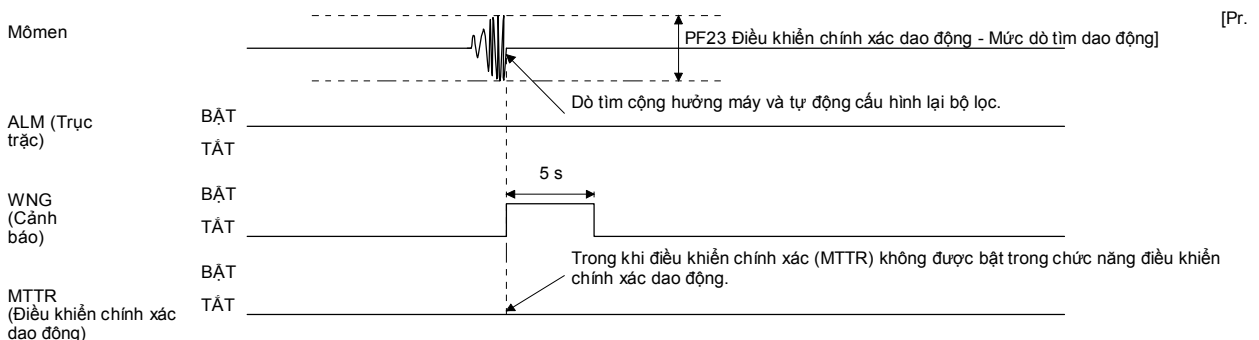 Mômen
[Pr.
PF23 Điều khiển chính xác dao động - Mức dò tìm dao động]
Dò tìm cộng hưởng máy và tự động cấu hình lại bộ lọc.
ALM (Trục
trặc)
BẬT
TẮT
5 s
WNG
(Cảnh
báo)
BẬT
TẮT
Trong khi điều khiển chính xác (MTTR) không được bật trong chức năng điều khiển
chính xác dao động.
BẬT
TẮT
MTTR
(Điều khiển chính xác
dao động)